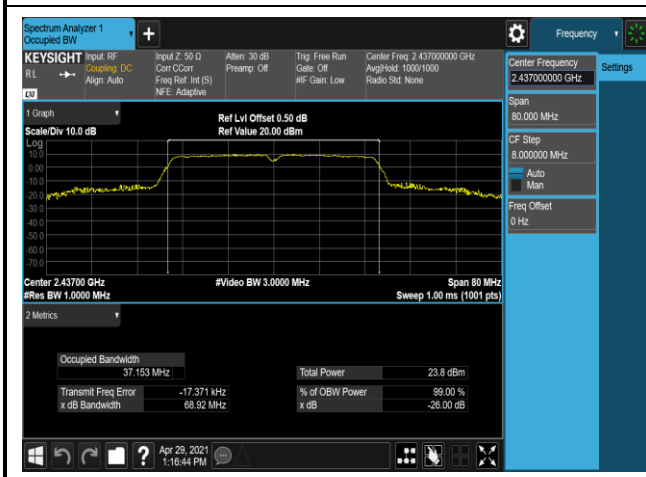 Spectrum Analyzer 1
Occupied BW
Frequency
KEYSIGHT
RL
LXI
Input: RF
Coupling: DC
Align: Auto
Input Z: 50 Ω
Corr CCorr
Freq Ref: Int (S)
NFE: Adaptive
Atten: 30 dB
Preamp: Off
Trig: Free Run
Gate: Off
#IF Gain: Low
Center Freq: 2.437000000 GHz
Avg|Hold: 1000/1000
Radio Std: None
Center Frequency
2.437000000 GHz
Settings
Span
80.000 MHz
CF Step
8.000000 MHz
Auto
Man
Freq Offset
0 Hz
1 Graph
Scale/Div 10.0 dB
Ref Lvl Offset 0.50 dB
Ref Value 20.00 dBm
Log
10.0
0.00
-10.0
-20.0
-30.0
-40.0
-50.0
-60.0
-70.0
Center 2.43700 GHz
#Res BW 1.0000 MHz
#Video BW 3.0000 MHz
Span 80 MHz
Sweep 1.00 ms (1001 pts)
2 Metrics
Occupied Bandwidth
37.153 MHz
Total Power 23.8 dBm
Transmit Freq Error -17.371 kHz
% of OBW Power 99.00 %
x dB Bandwidth 68.92 MHz
x dB -26.00 dB
Apr 29, 2021
1:16:44 PM